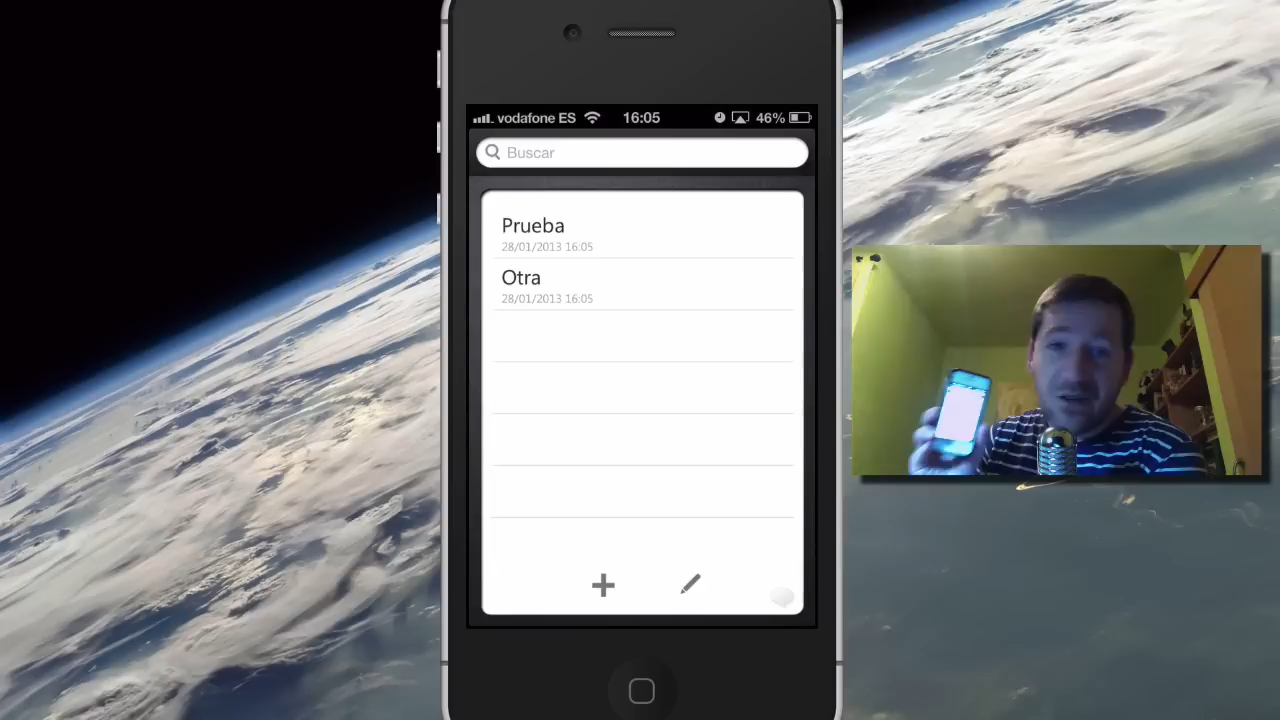 vodafone ES 16:05 46%
Buscar
Prueba
28/01/2013 16:05
Otra
28/01/2013 16:05